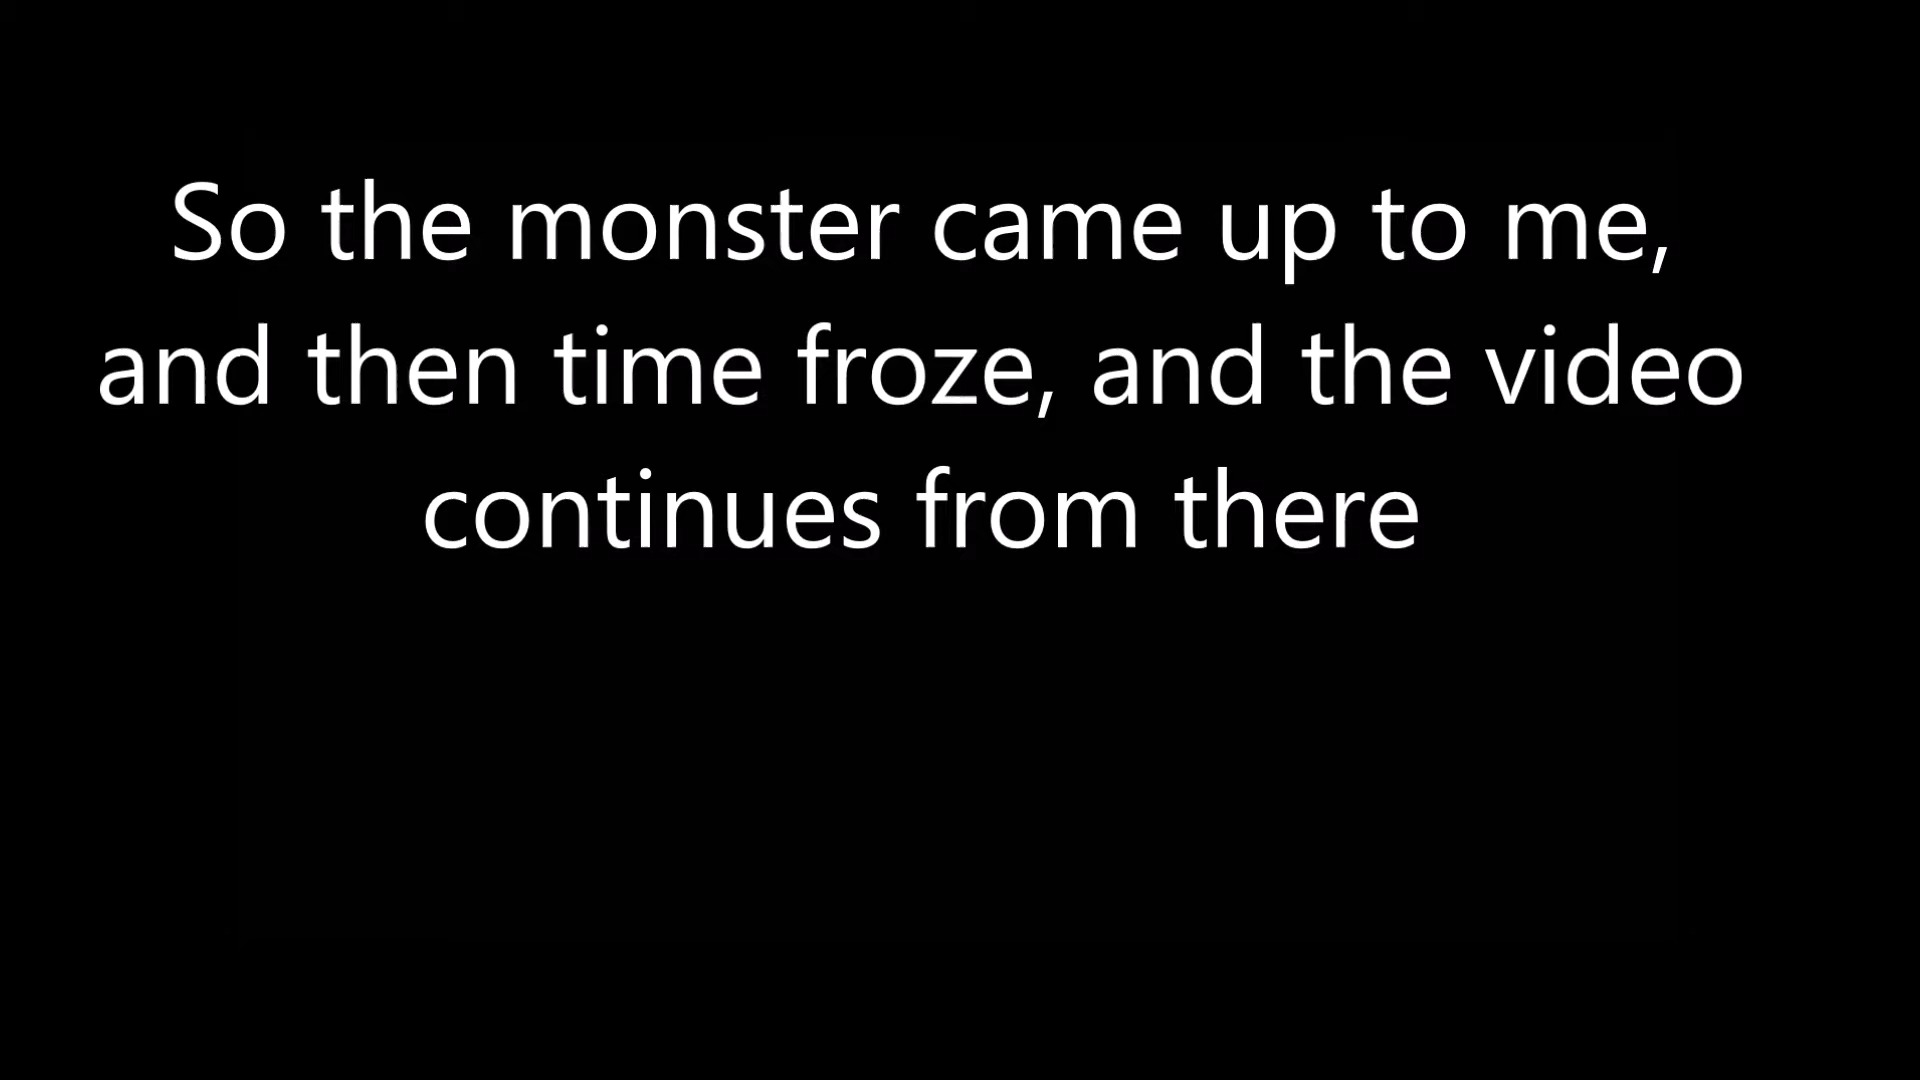 So the monster came up to me,
and then time froze, and the video
continues from there